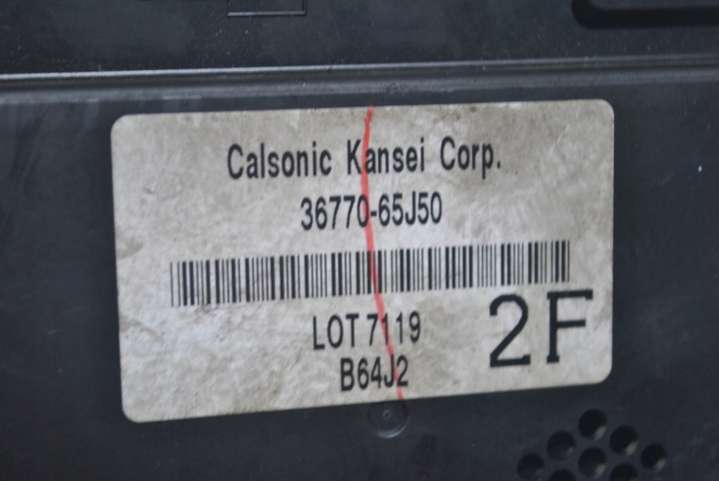 Calsonic Kansei Corp.
36770-65J50
LOT 7119
2F
B64J2